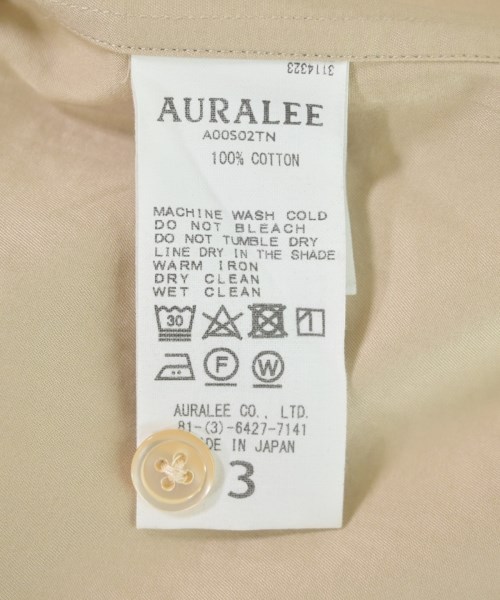 3114323
AURALEE
A00S02TN
100% COTTON
MACHINE WASH COLD
DO NOT BLEACH
DO NOT TUMBLE DRY
LINE DRY IN THE SHADE
WARM IRON
DRY CLEAN
WET CLEAN
30
F W
AURALEE CO., LTD.
81-(3)-6427-7141
DE IN JAPAN
3